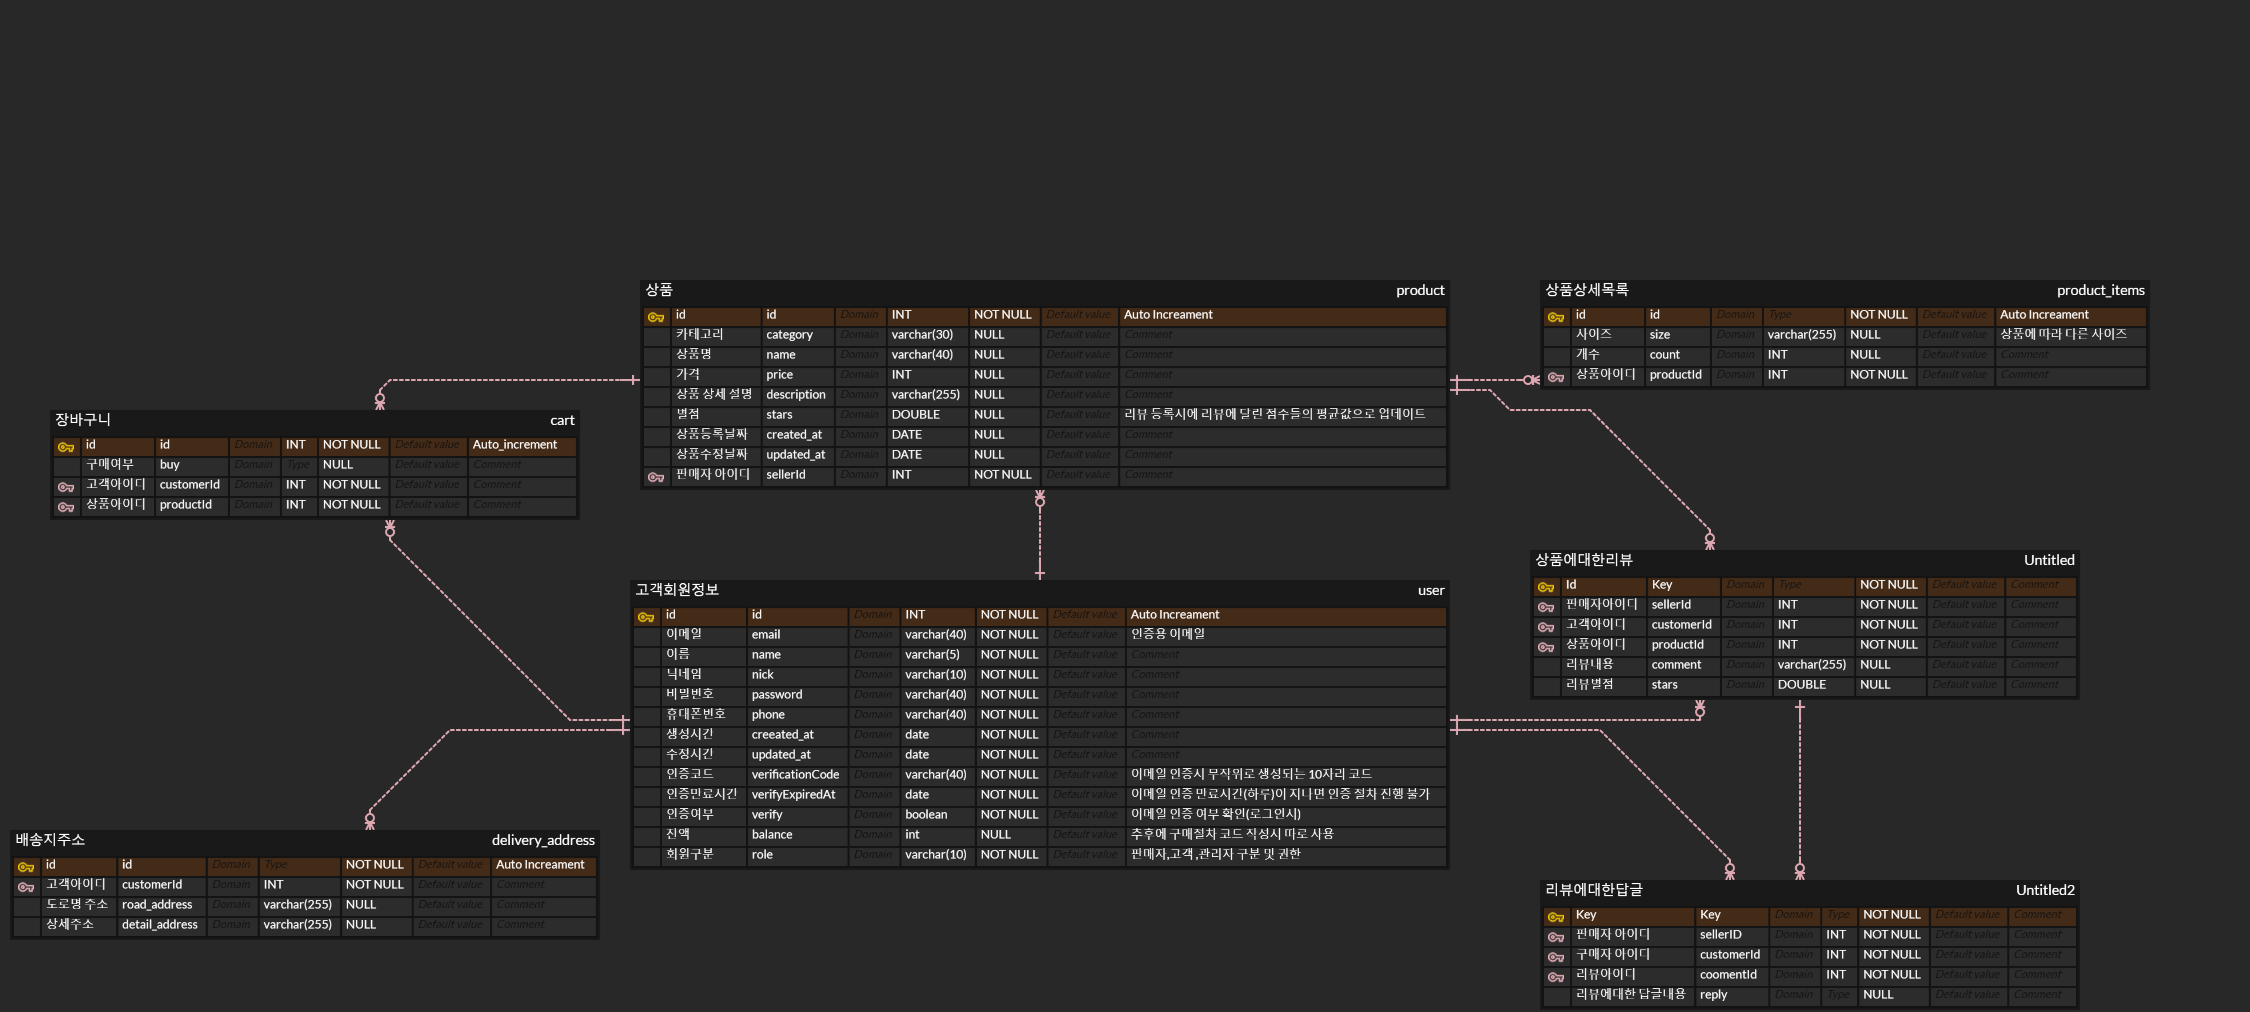 상품 product
id id Domain INT NOT NULL Default value Auto Increament
카테고리 category Domain varchar(30) NULL Default value Comment
상품명 name Domain varchar(40) NULL Default value Comment
가격 price Domain INT NULL Default value Comment
상품 상세 설명 description Domain varchar(255) NULL Default value Comment
별점 stars Domain DOUBLE NULL Default value 리뷰 등록시에 리뷰에 달린 점수들의 평균값으로 업데이트
상품등록날짜 created_at Domain DATE NULL Default value Comment
상품수정날짜 updated_at Domain DATE NULL Default value Comment
판매자 아이디 sellerId Domain INT NOT NULL Default value Comment
상품상세목록 product_items
id id Domain Type NOT NULL Default value Auto Increament
사이즈 size Domain varchar(255) NULL Default value 상품에 따라 다른 사이즈
개수 count Domain INT NULL Default value Comment
상품아이디 productId Domain INT NOT NULL Default value Comment
장바구니 cart
id id Domain INT NOT NULL Default value Auto_increment
구매여부 buy Domain Type NULL Default value Comment
고객아이디 customerId Domain INT NOT NULL Default value Comment
상품아이디 productId Domain INT NOT NULL Default value Comment
상품에대한리뷰 Untitled
Id Key Domain Type NOT NULL Default value Comment
판매자아이디 sellerId Domain INT NOT NULL Default value Comment
고객아이디 customerId Domain INT NOT NULL Default value Comment
상품아이디 productId Domain INT NOT NULL Default value Comment
리뷰내용 comment Domain varchar(255) NULL Default value Comment
리뷰별점 stars Domain DOUBLE NULL Default value Comment
고객회원정보 user
id id Domain INT NOT NULL Default value Auto Increament
이메일 email Domain varchar(40) NOT NULL Default value 인증용 이메일
이름 name Domain varchar(5) NOT NULL Default value Comment
닉네임 nick Domain varchar(10) NOT NULL Default value Comment
비밀번호 password Domain varchar(40) NOT NULL Default value Comment
휴대폰번호 phone Domain varchar(40) NOT NULL Default value Comment
생성시간 creeated_at Domain date NOT NULL Default value Comment
수정시간 updated_at Domain date NOT NULL Default value Comment
인증코드 verificationCode Domain varchar(40) NOT NULL Default value 이메일 인증시 무작위로 생성되는 10자리 코드
인증만료시간 verifyExpiredAt Domain date NOT NULL Default value 이메일 인증 만료시간(하루)이 지나면 인증 절차 진행 불가
인증여부 verify Domain boolean NOT NULL Default value 이메일 인증 여부 확인(로그인시)
잔액 balance Domain int NULL Default value 추후에 구매절차 코드 작성시 따로 사용
회원구분 role Domain varchar(10) NOT NULL Default value 판매자,고객 ,관리자 구분 및 권한
배송지주소 delivery_address
id id Domain Type NOT NULL Default value Auto Increament
고객아이디 customerId Domain INT NOT NULL Default value Comment
도로명 주소 road_address Domain varchar(255) NULL Default value Comment
상세주소 detail_address Domain varchar(255) NULL Default value Comment
리뷰에대한답글 Untitled2
Key Key Domain Type NOT NULL Default value Comment
판매자 아이디 sellerID Domain INT NOT NULL Default value Comment
구매자 아이디 customerId Domain INT NOT NULL Default value Comment
리뷰아이디 coomentId Domain INT NOT NULL Default value Comment
리뷰에대한 답글내용 reply Domain Type NULL Default value Comment